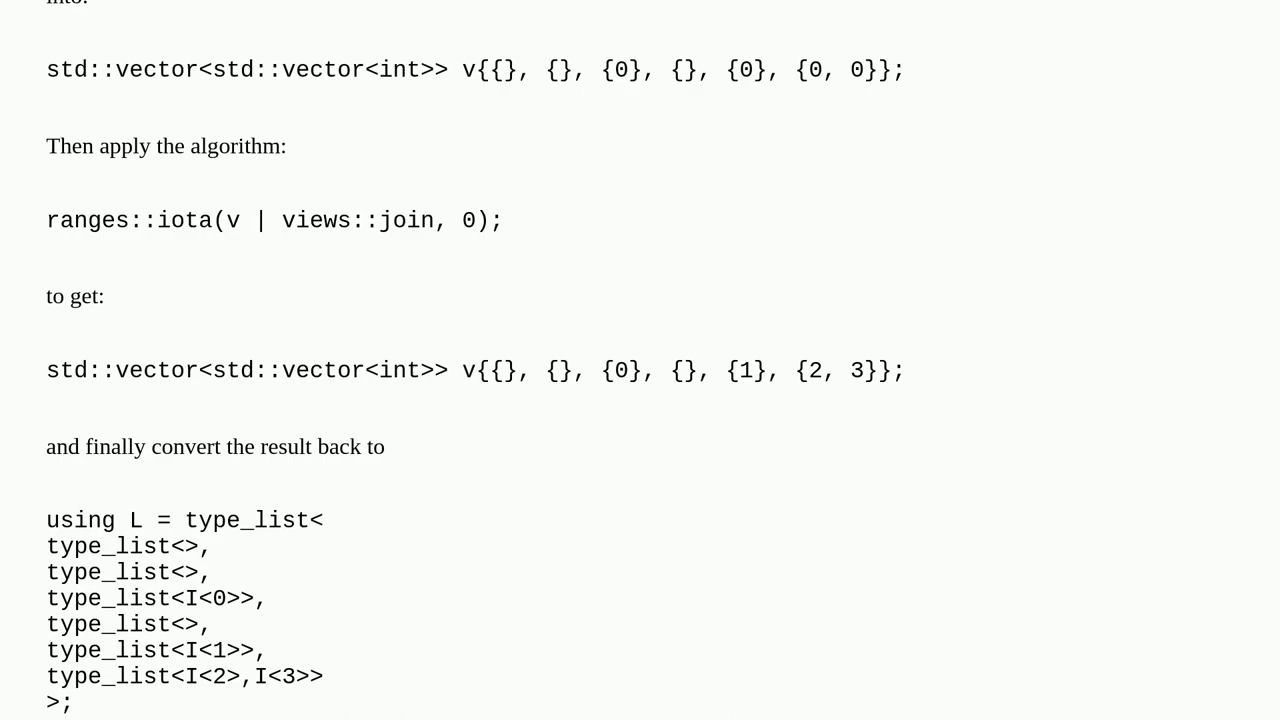 into:
std::vector<std::vector<int>> v{{}, {}, {0}, {}, {0}, {0, 0}};
Then apply the algorithm:
ranges::iota(v | views::join, 0);
to get:
std::vector<std::vector<int>> v{{}, {}, {0}, {}, {1}, {2, 3}};
and finally convert the result back to
using L = type_list<
type_list<>,
type_list<>,
type_list<I<0>>,
type_list<>,
type_list<I<1>>,
type_list<I<2>,I<3>>
>;